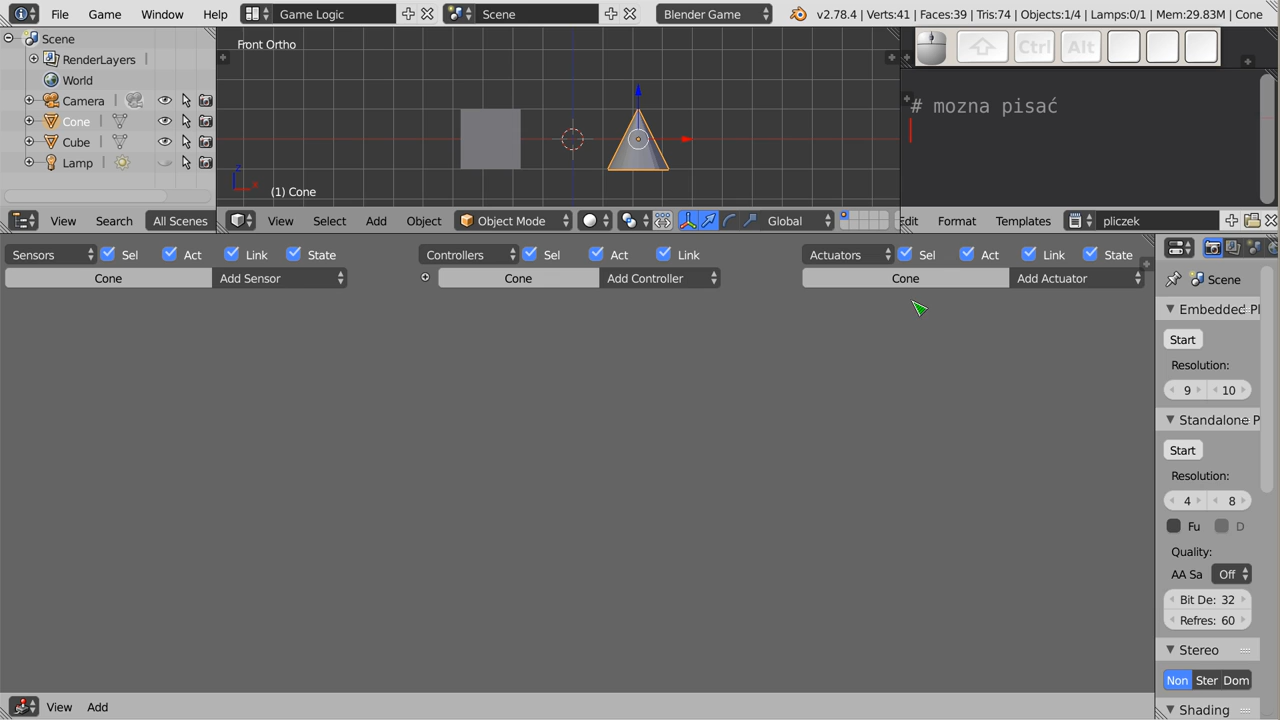 File Game Window Help Game Logic Scene Blender Game v2.78.4 | Verts:41 | Faces:39 | Tris:74 | Objects:1/4 | Lamps:0/1 | Mem:29.83M | Cone
Scene
RenderLayers
World
Camera
Cone
Cube
Lamp
View Search All Scenes
Front Ortho
(1) Cone
View Select Add Object Object Mode Global
Ctrl Alt
# mozna pisać
Edit Format Templates pliczek
Sensors Sel Act Link State Controllers Sel Act Link Actuators Sel Act Link State
Cone Add Sensor Cone Add Controller Cone Add Actuator
Scene
Embedded Pl
Start
Resolution:
9 10
Standalone P
Start
Resolution:
4 8
Fu D
Quality:
AA Sa Off
Bit De: 32
Refres: 60
Stereo
Non Ster Dom
Shading
View Add